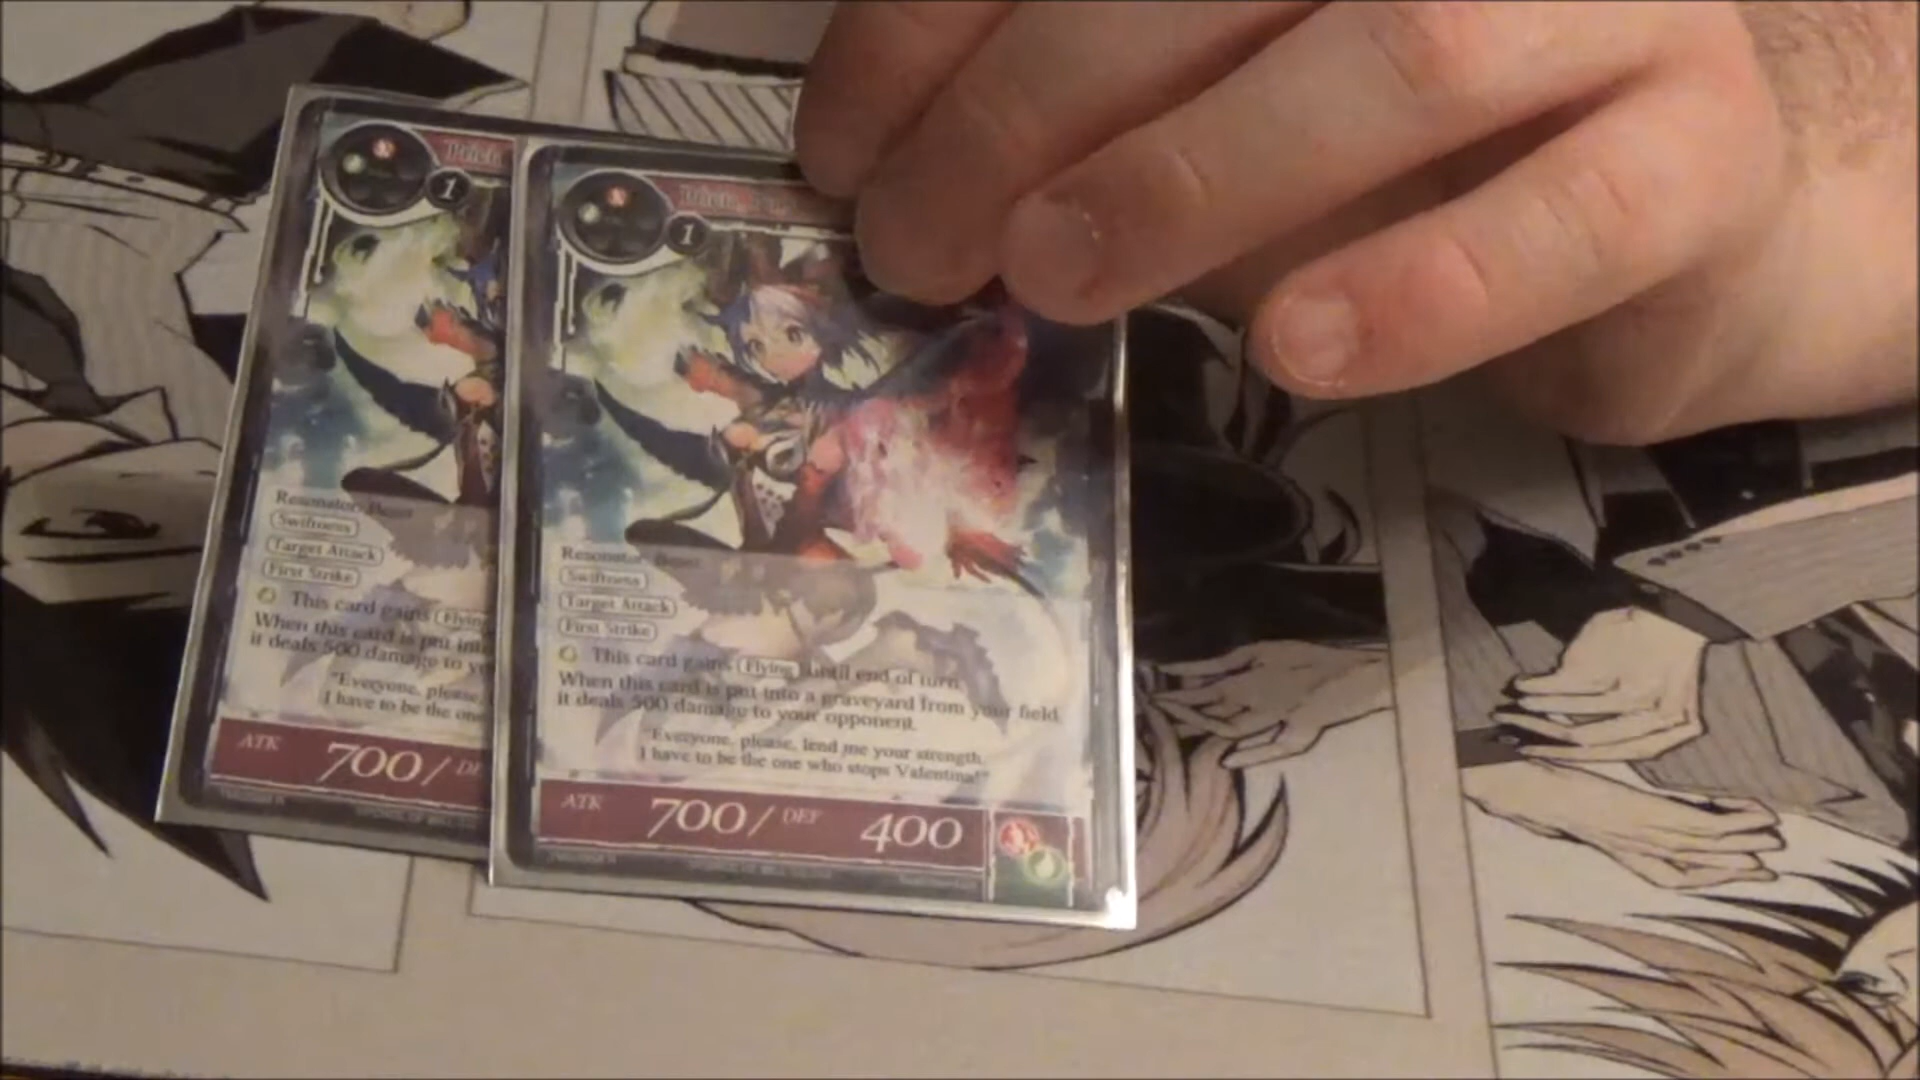 1
Resonator: Beast
Swiftness
Target Attack
First Strike
This card gains Flying
When this card is put into
it deals 500 damage to yo
"Everyone, please,
I have to be the one
ATK 700/ DE
1
Resonator: Beast
Swiftness
Target Attack
First Strike
This card gains Flying until end of turn.
When this card is put into a graveyard from your field,
it deals 500 damage to your opponent.
"Everyone, please, lend me your strength.
I have to be the one who stops Valentina!"
ATK 700/ DEF 400